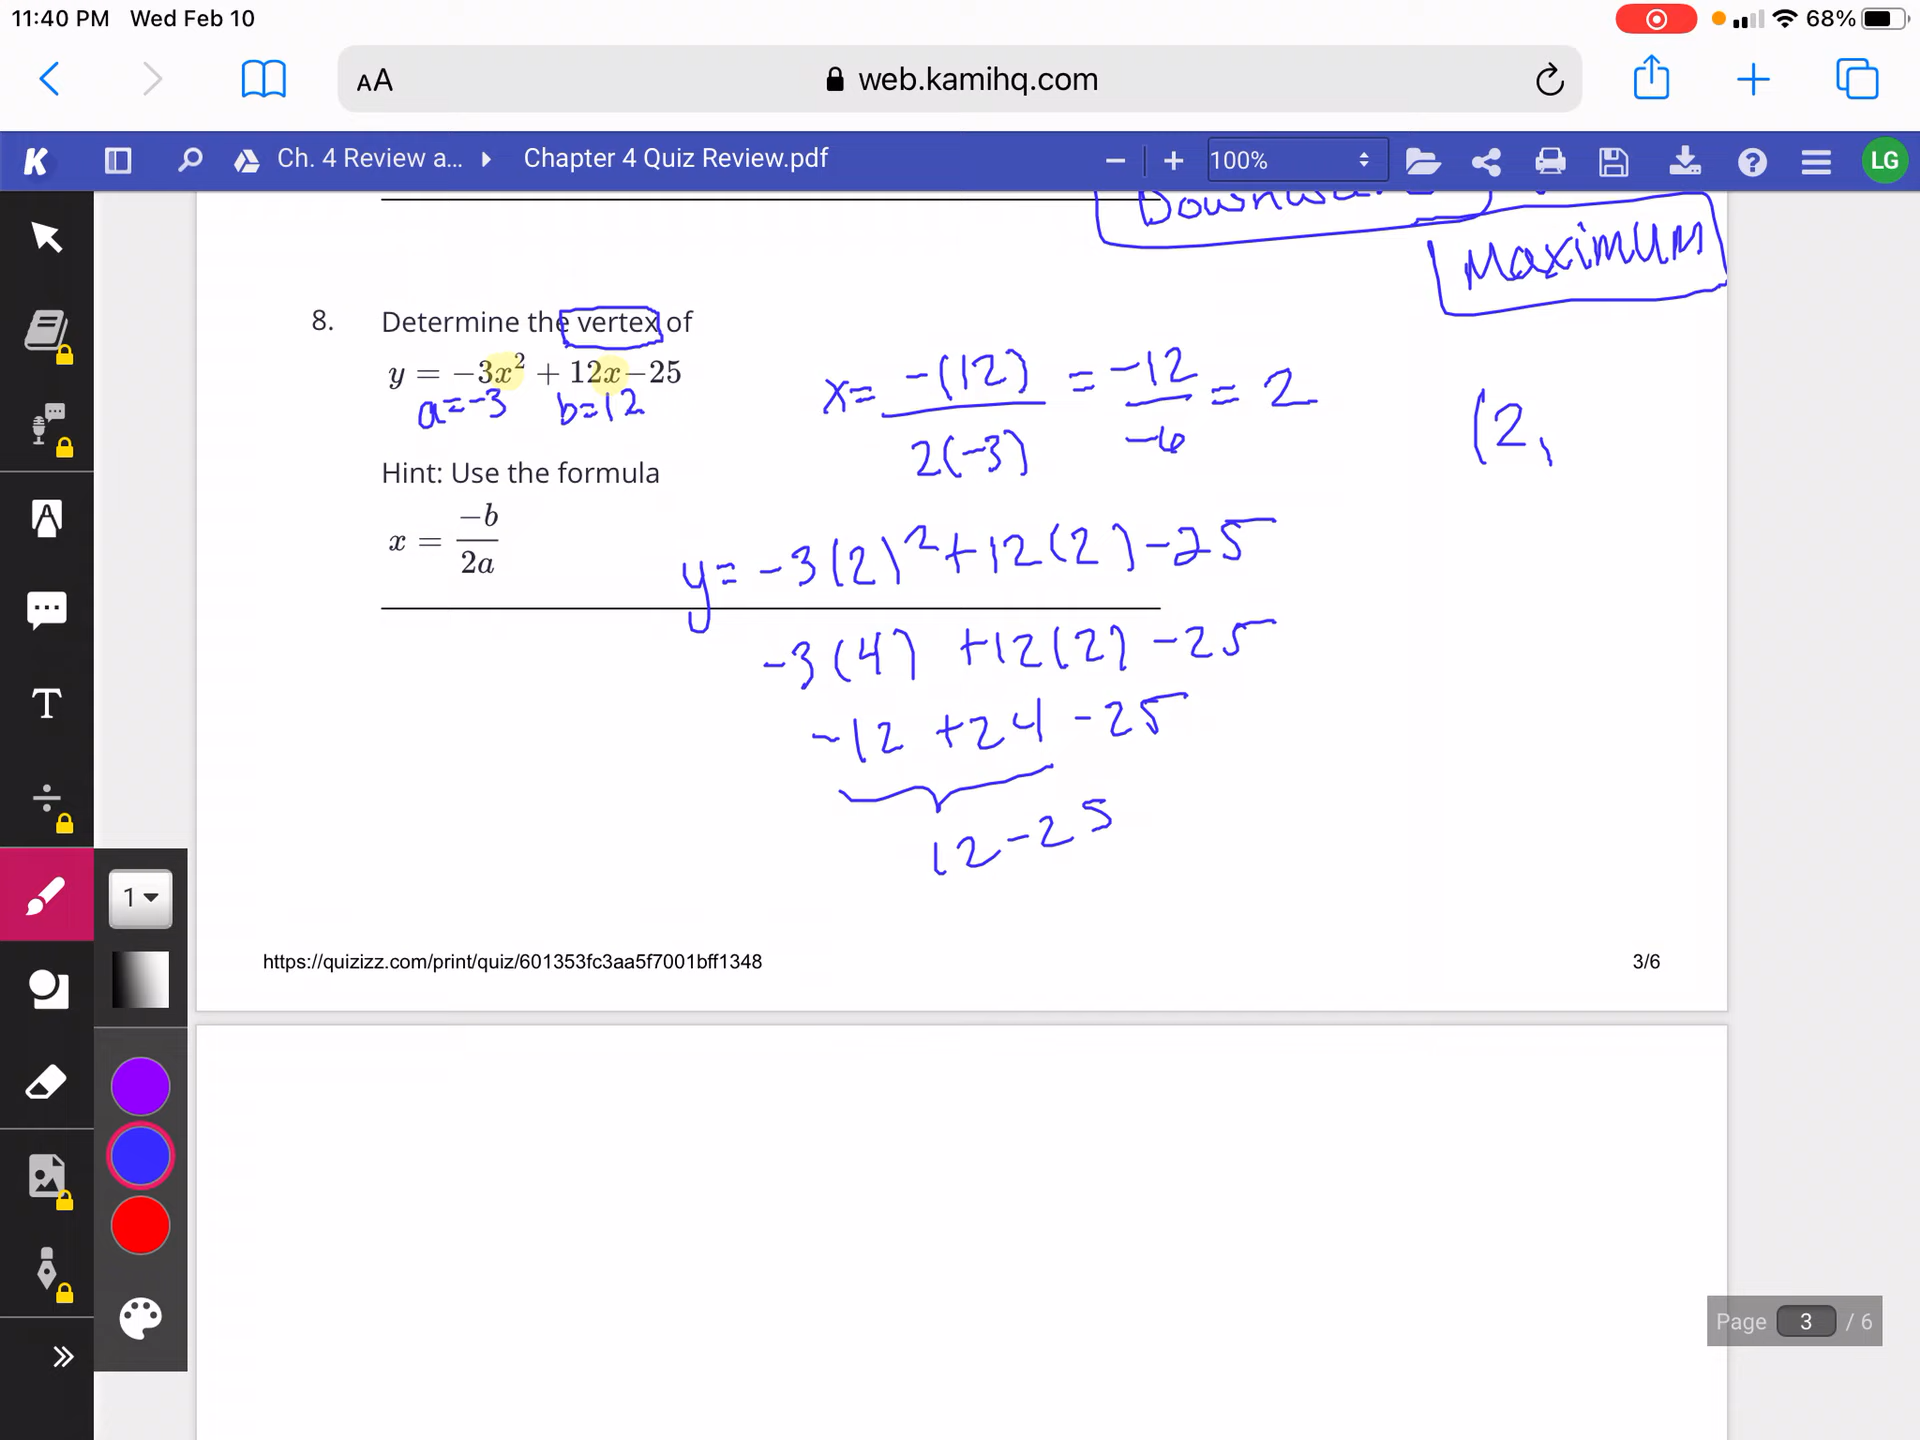 11:40 PM Wed Feb 10
68%
AA web.kamihq.com
K Ch. 4 Review a... Chapter 4 Quiz Review.pdf − + 100% LG
Maximum
8. Determine the vertex of
y = −3x² + 12x−25
a=-3 b=12
x= -(12)/2(-3) = -12/-6 = 2
(2,
Hint: Use the formula
x = −b/2a
y= -3(2)²+12(2)-25
-3(4) +12(2) -25
-12 +24 -25
12-25
https://quizizz.com/print/quiz/601353fc3aa5f7001bff1348 3/6
T
1
Page 3 / 6